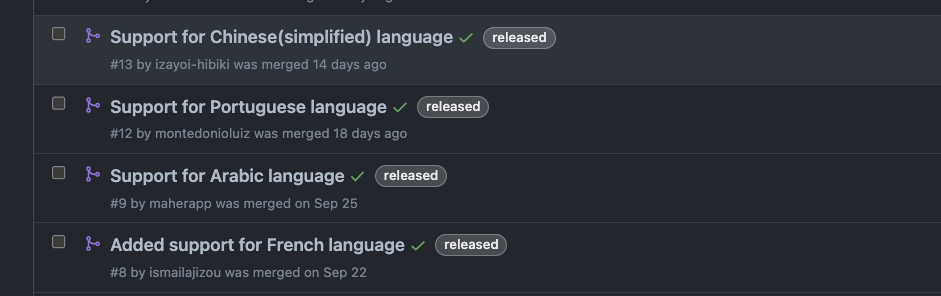 Support for Chinese(simplified) language released
#13 by izayoi-hibiki was merged 14 days ago
Support for Portuguese language released
#12 by montedonioluiz was merged 18 days ago
Support for Arabic language released
#9 by maherapp was merged on Sep 25
Added support for French language released
#8 by ismailajizou was merged on Sep 22